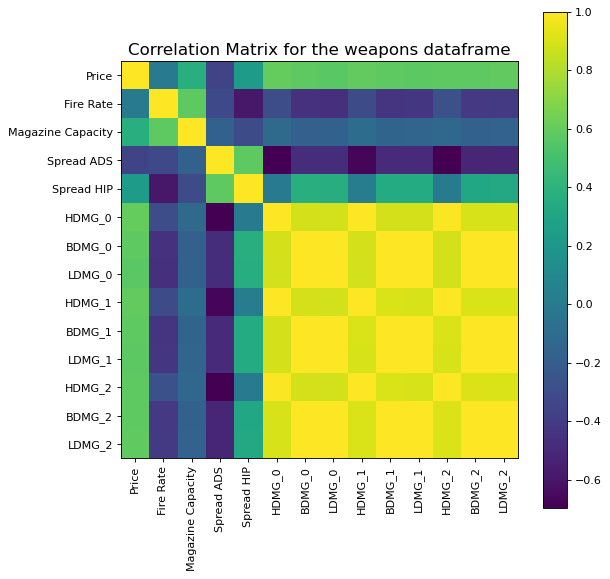 Correlation Matrix for the weapons dataframe
Price
Fire Rate
Magazine Capacity
Spread ADS
Spread HIP
HDMG_0
BDMG_0
LDMG_0
HDMG_1
BDMG_1
LDMG_1
HDMG_2
BDMG_2
LDMG_2
Price
Fire Rate
Magazine Capacity
Spread ADS
Spread HIP
HDMG_0
BDMG_0
LDMG_0
HDMG_1
BDMG_1
LDMG_1
HDMG_2
BDMG_2
LDMG_2
1.0
0.8
0.6
0.4
0.2
0.0
−0.2
−0.4
−0.6